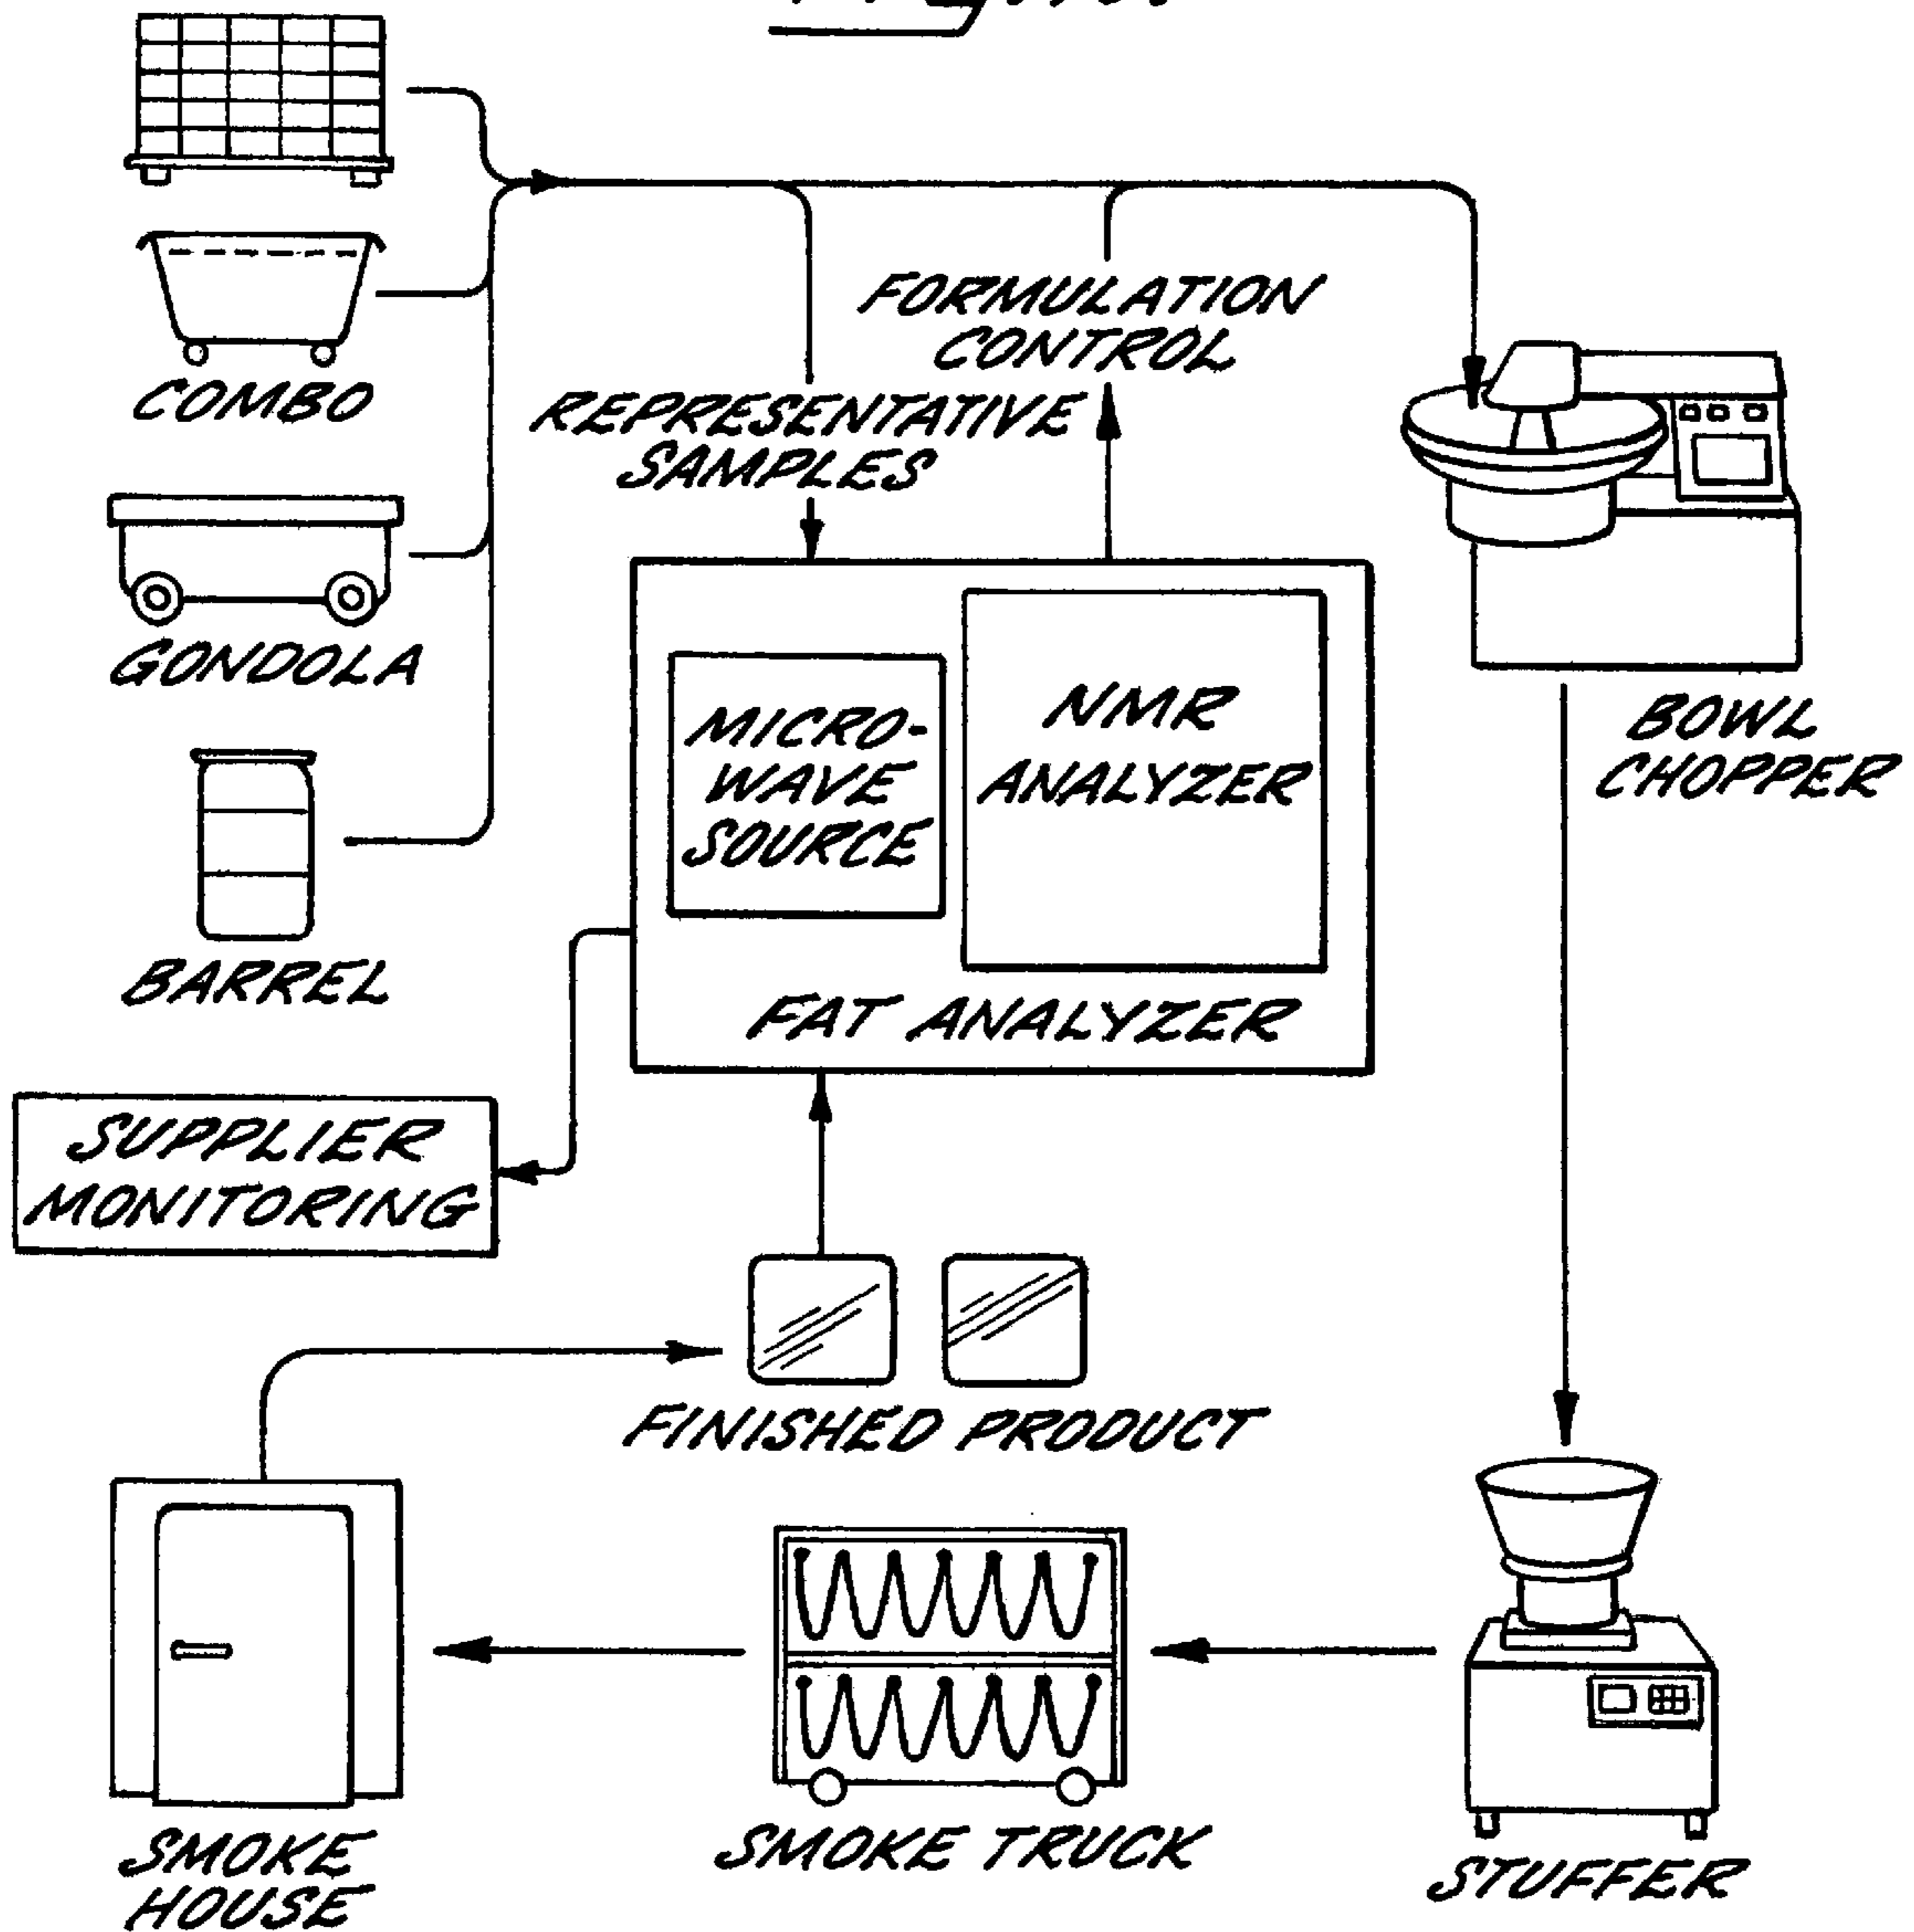 COMBO
FORMULATION
CONTROL
REPRESENTATIVE
SAMPLES
GONDOLA
MICRO-
WAVE
SOURCE
NMR
ANALYZER
BOWL
CHOPPER
BARREL
FAT ANALYZER
SUPPLIER
MONITORING
FINISHED PRODUCT
SMOKE
HOUSE
SMOKE TRUCK
STUFFER